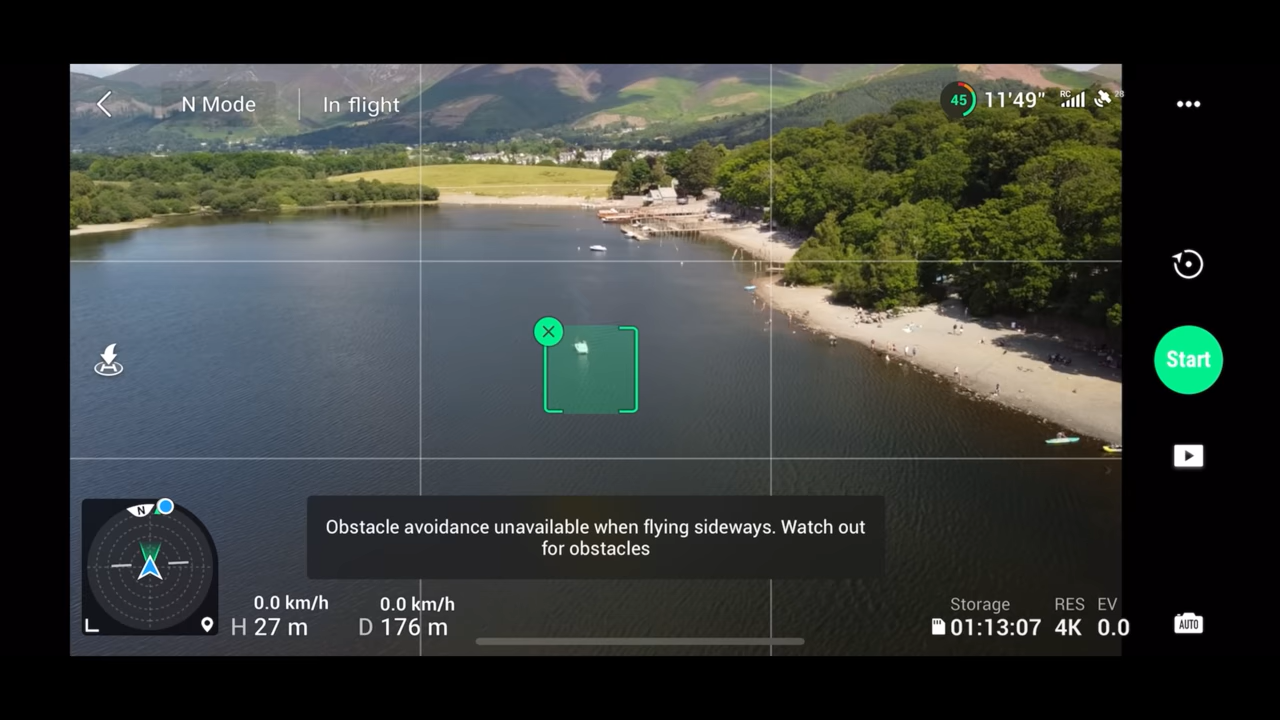 N Mode
In flight
45
11'49"
RC
28
Start
Obstacle avoidance unavailable when flying sideways. Watch out
for obstacles
N
0.0 km/h
0.0 km/h
H 27 m
D 176 m
Storage
RES
EV
01:13:07
4K
0.0
AUTO